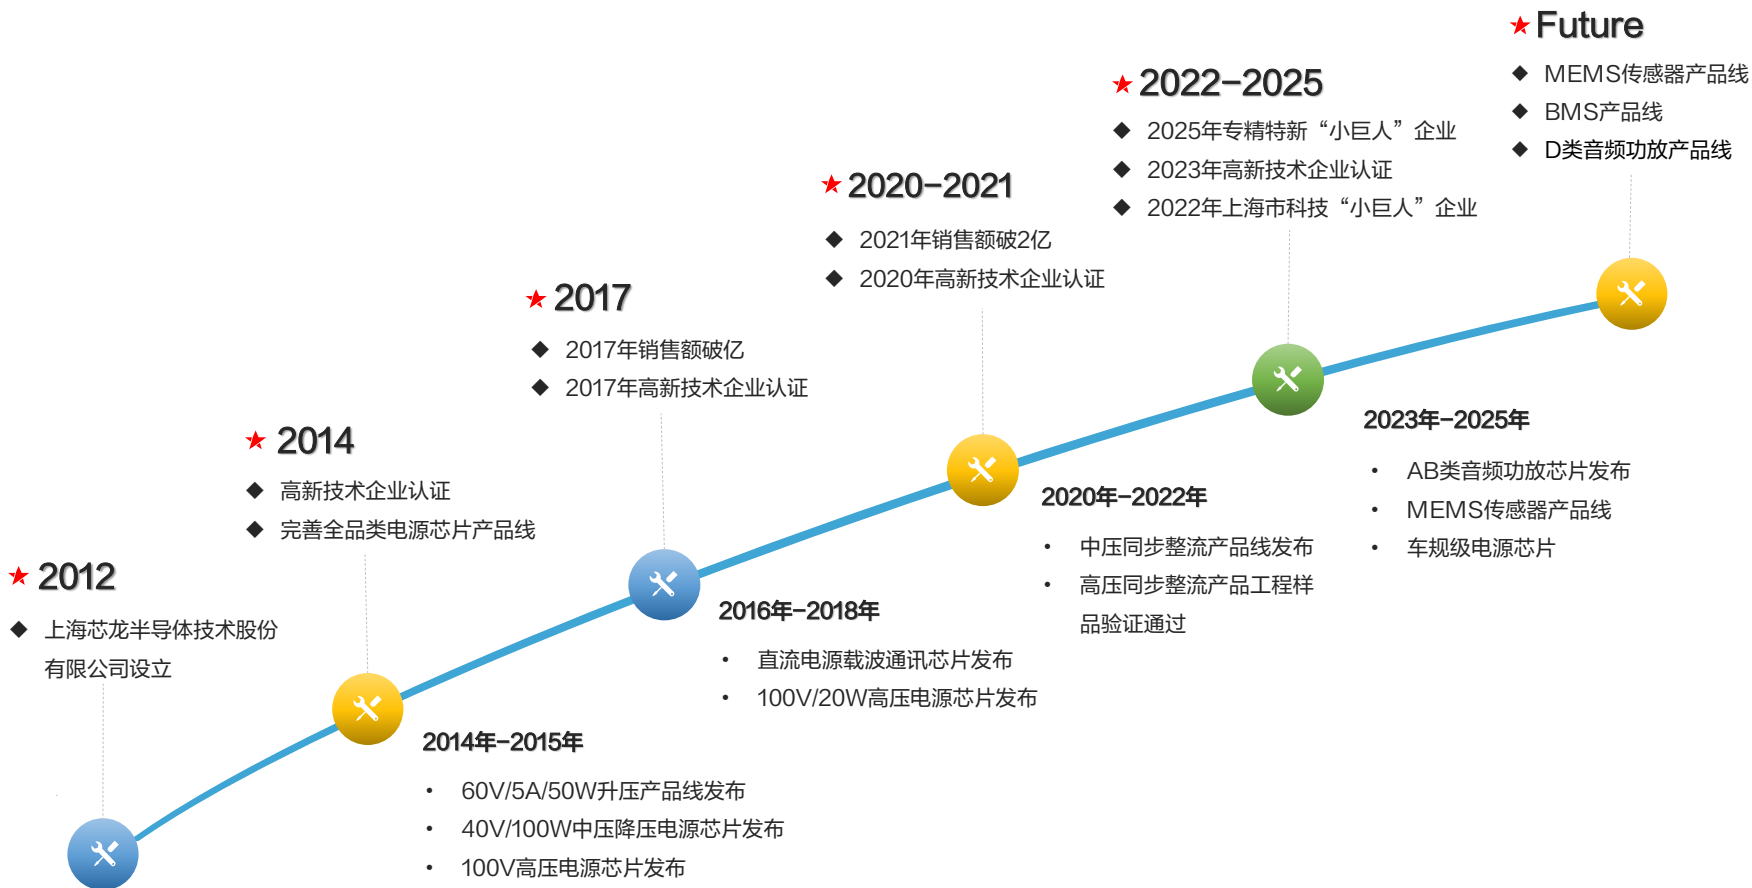 2012
上海芯龙半导体技术股份
有限公司设立
2014
高新技术企业认证
完善全品类电源芯片产品线
2014年-2015年
60V/5A/50W升压产品线发布
40V/100W中压降压电源芯片发布
100V高压电源芯片发布
2017
2017年销售额破亿
2017年高新技术企业认证
2016年-2018年
直流电源载波通讯芯片发布
100V/20W高压电源芯片发布
2020-2021
2021年销售额破2亿
2020年高新技术企业认证
2020年-2022年
中压同步整流产品线发布
高压同步整流产品工程样
品验证通过
2022-2025
2025年专精特新“小巨人”企业
2023年高新技术企业认证
2022年上海市科技“小巨人”企业
2023年-2025年
AB类音频功放芯片发布
MEMS传感器产品线
车规级电源芯片
Future
MEMS传感器产品线
BMS产品线
D类音频功放产品线